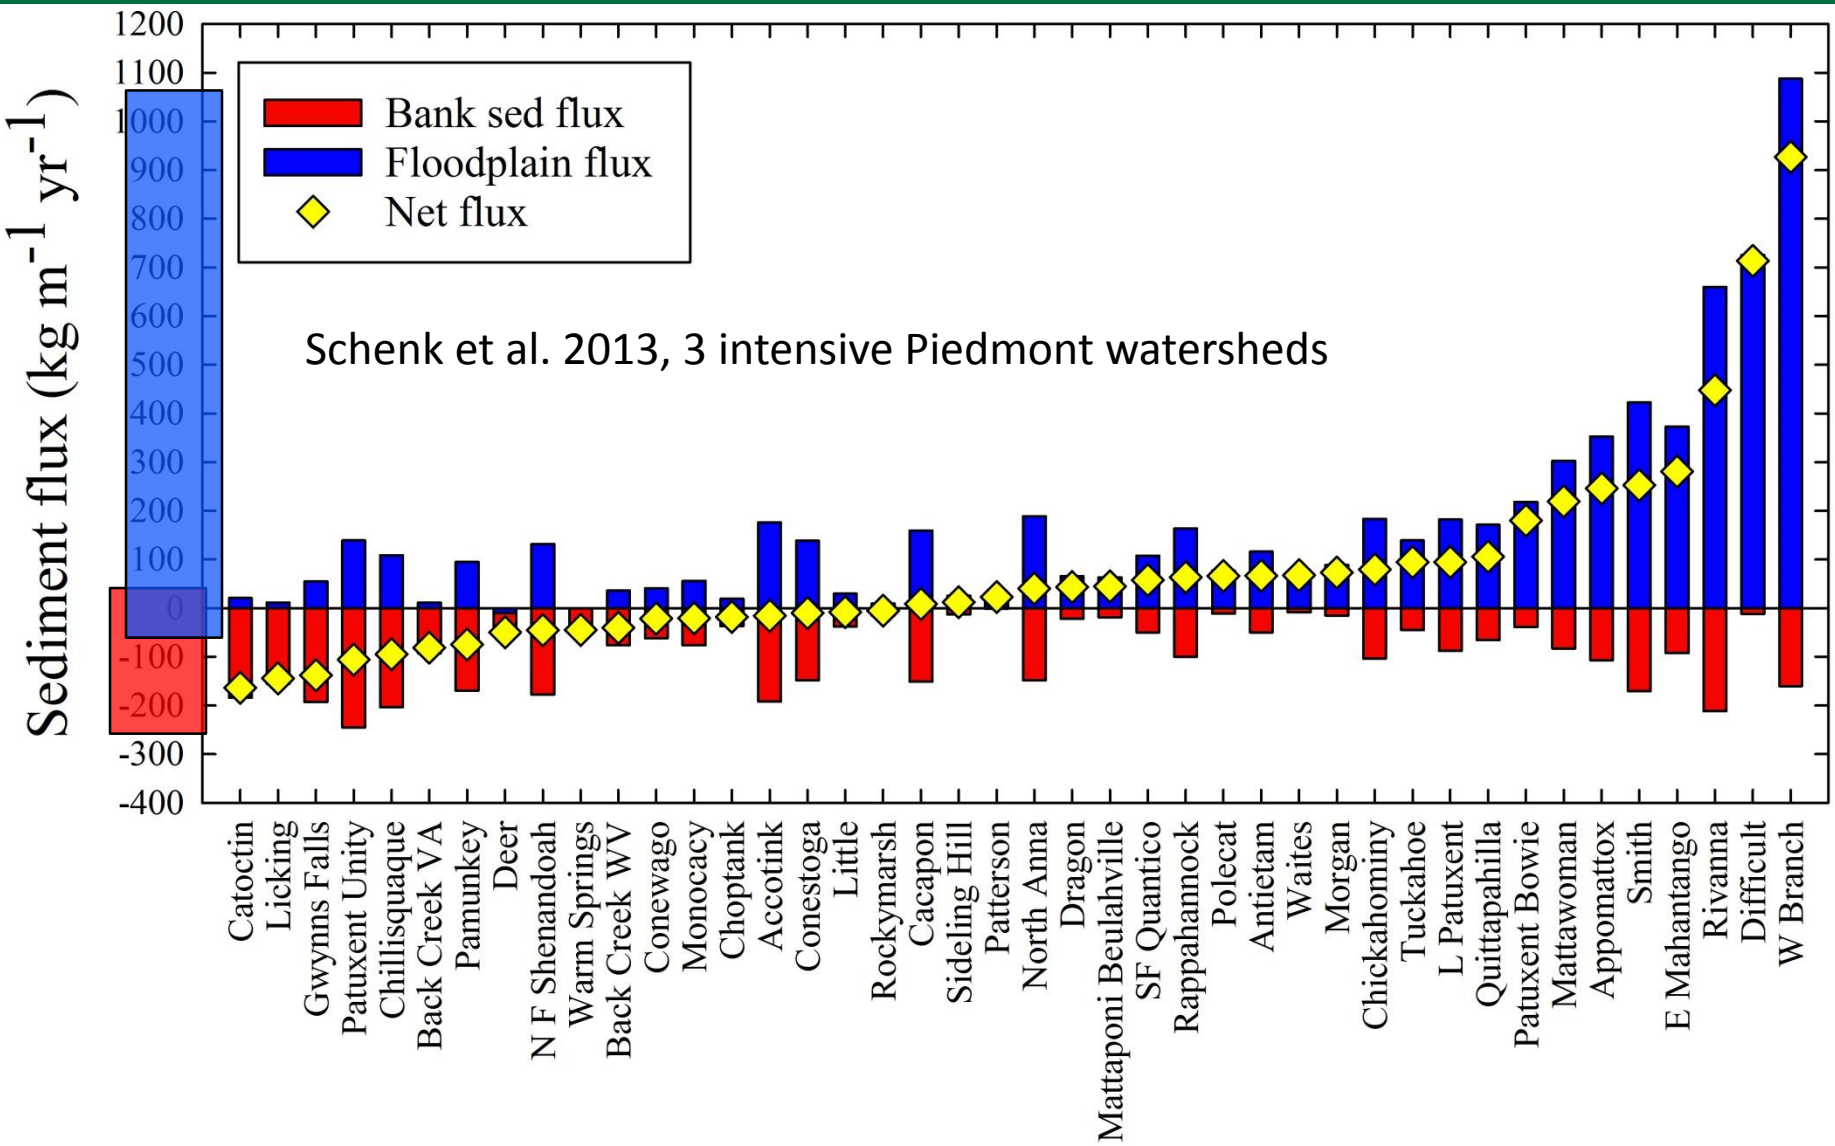 1200
1100
1000
900
800
700
600
500
400
300
200
100
0
-100
-200
-300
-400
Sediment flux (kg m⁻¹ yr⁻¹)
Bank sed flux
Floodplain flux
Net flux
Schenk et al. 2013, 3 intensive Piedmont watersheds
Catoctin
Licking
Gwynns Falls
Patuxent Unity
Chillisquaque
Back Creek VA
Pamunkey
Deer
N F Shenandoah
Warm Springs
Back Creek WV
Conewago
Monocacy
Choptank
Accotink
Conestoga
Little
Rockymarsh
Cacapon
Sideling Hill
Patterson
North Anna
Dragon
Mattaponi Beulahville
SF Quantico
Rappahannock
Polecat
Antietam
Waites
Morgan
Chickahominy
Tuckahoe
L Patuxent
Quittapahilla
Patuxent Bowie
Mattawoman
Appomattox
Smith
E Mahantango
Rivanna
Difficult
W Branch